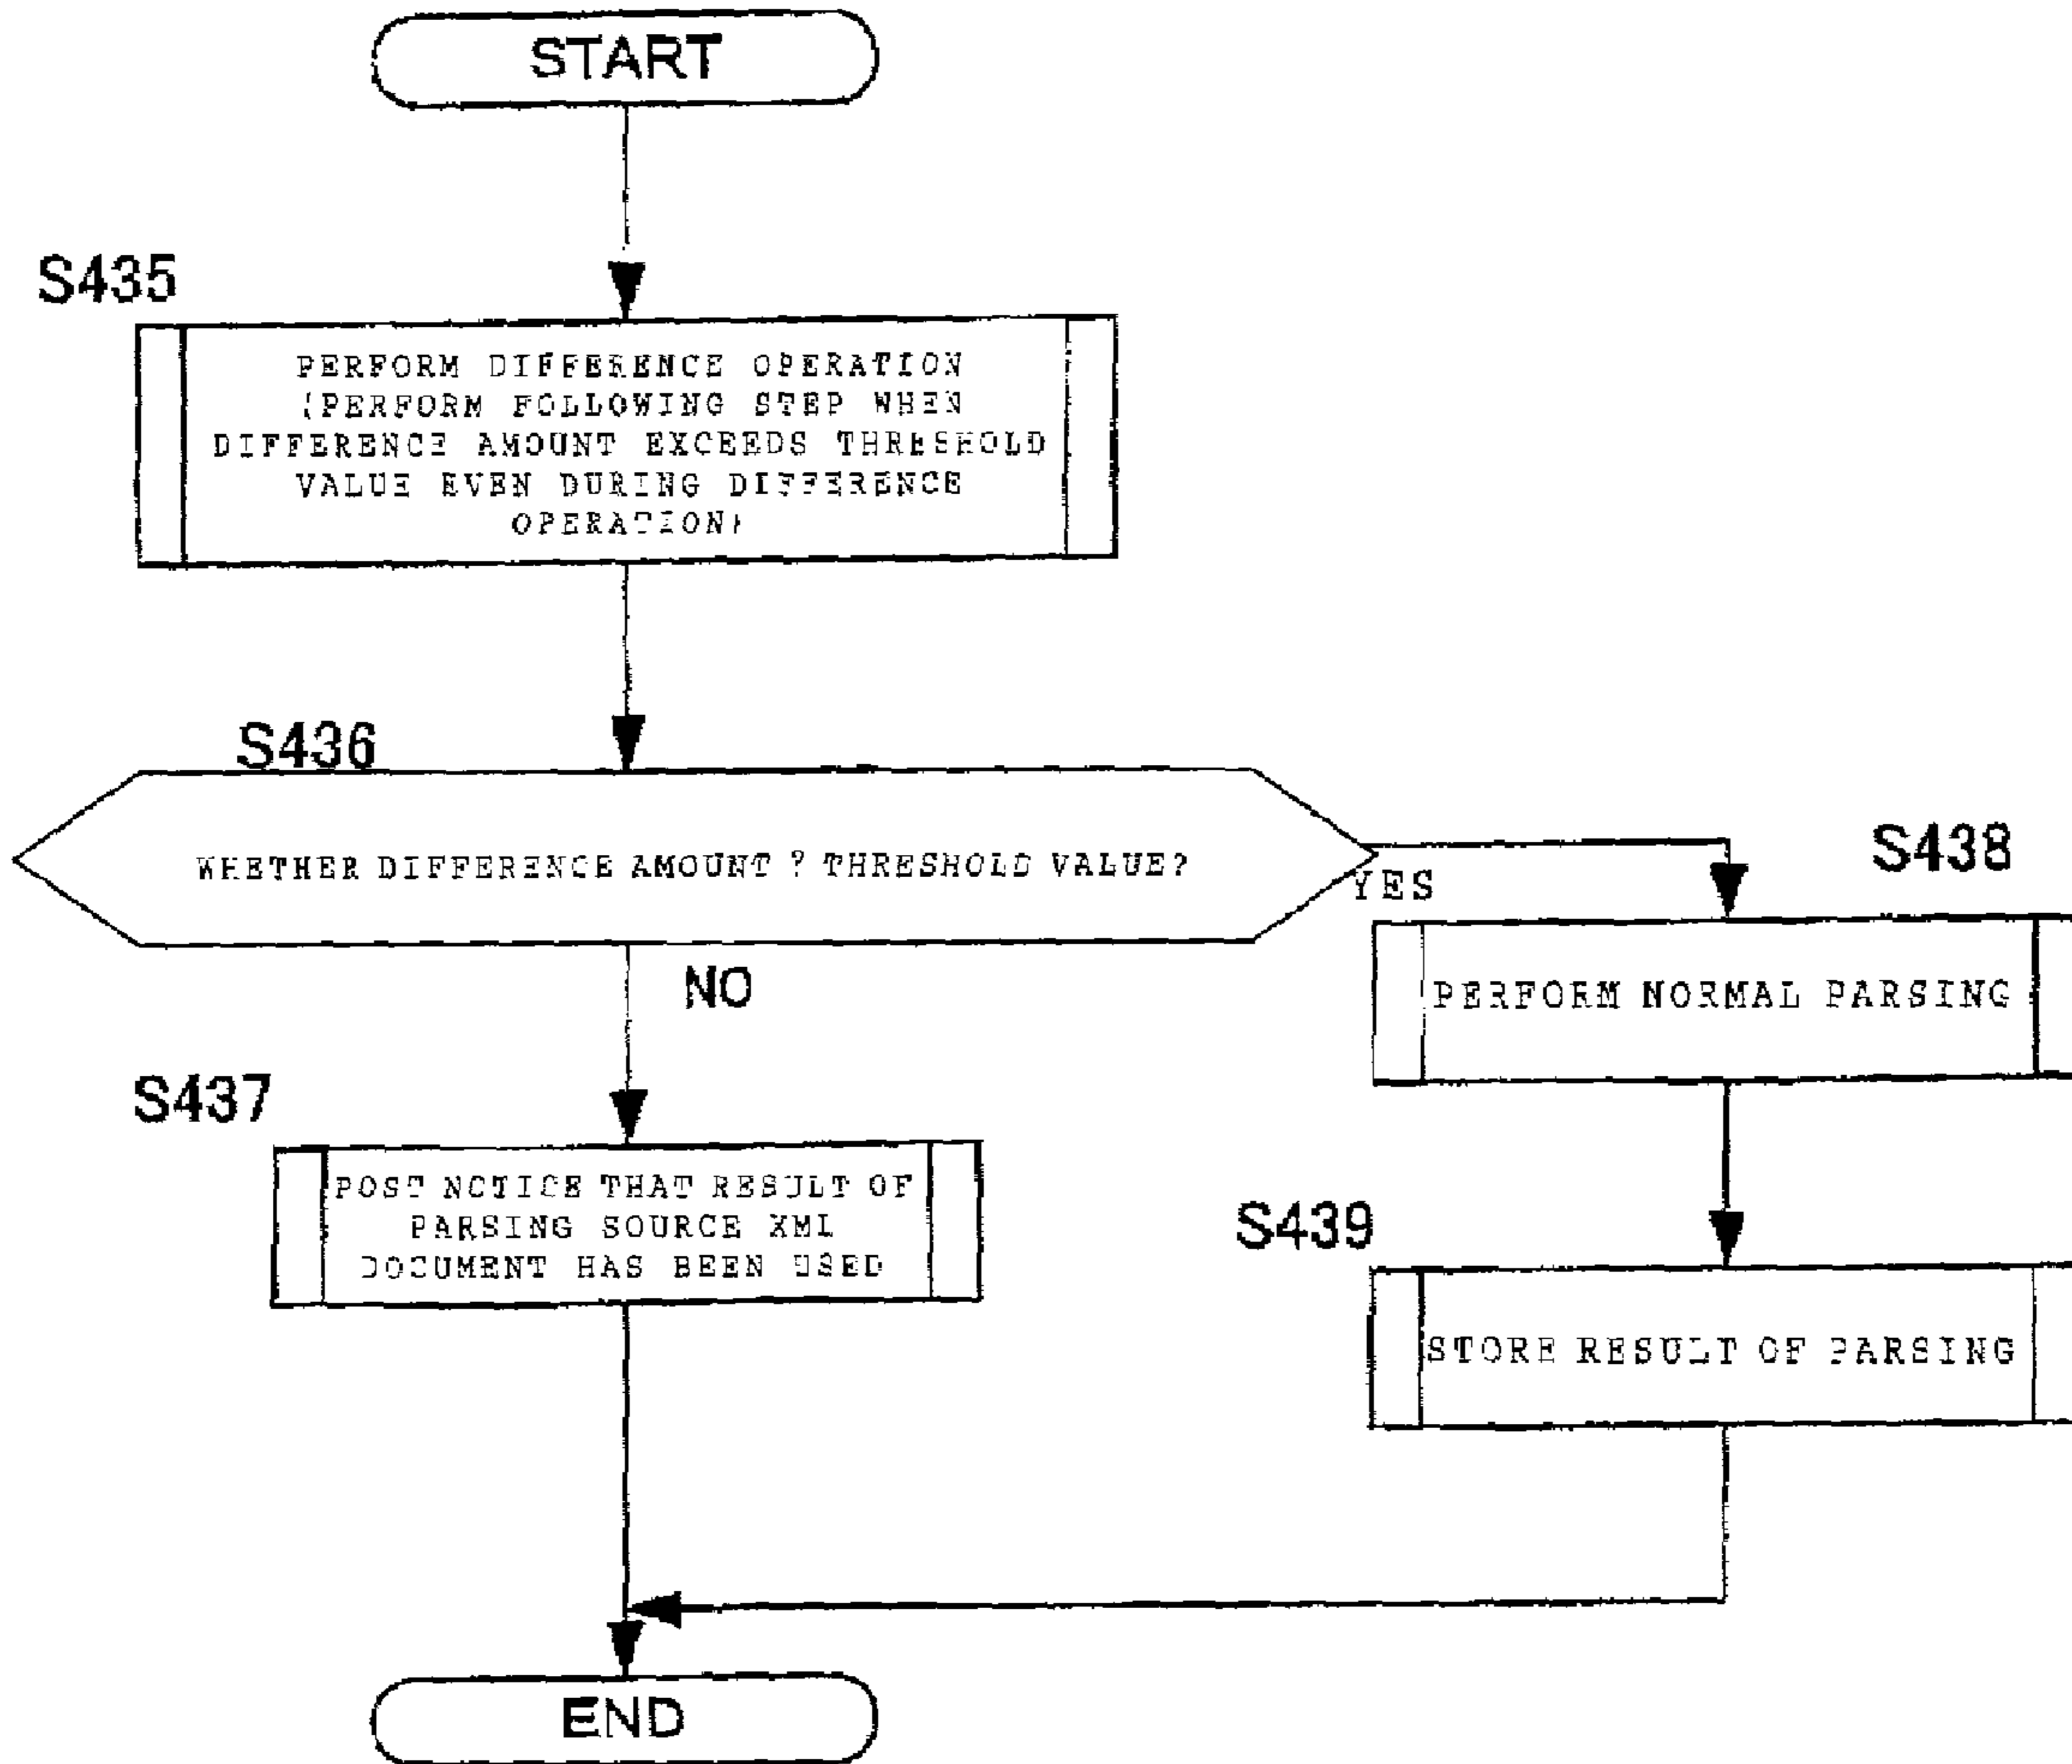 START
S435
PERFORM DIFFERENCE OPERATION
(PERFORM FOLLOWING STEP WHEN
DIFFERENCE AMOUNT EXCEEDS THRESHOLD
VALUE EVEN DURING DIFFERENCE
OPERATION)
S436
WHETHER DIFFERENCE AMOUNT ? THRESHOLD VALUE?
YES
NO
S438
PERFORM NORMAL PARSING
S437
POST NOTICE THAT RESULT OF
PARSING SOURCE XML
DOCUMENT HAS BEEN USED
S439
STORE RESULT OF PARSING
END